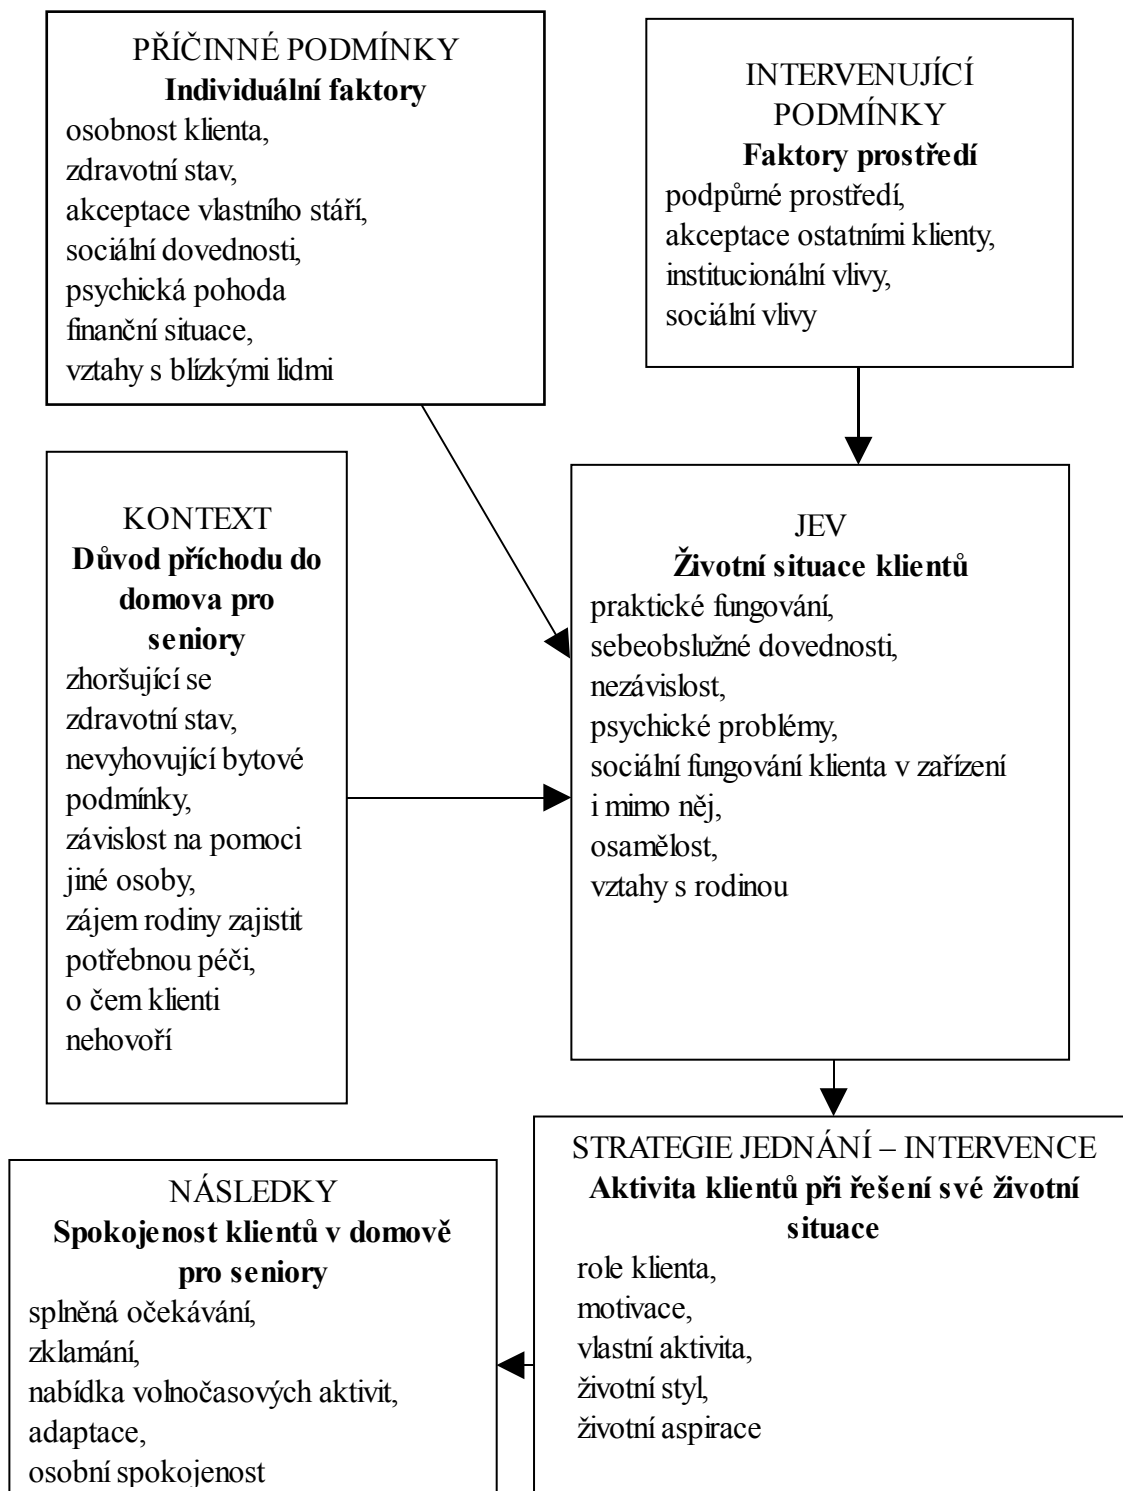 PŘÍČINNÉ PODMÍNKY
Individuální faktory
osobnost klienta,
zdravotní stav,
akceptace vlastního stáří,
sociální dovednosti,
psychická pohoda
finanční situace,
vztahy s blízkými lidmi
INTERVENUJÍCÍ
PODMÍNKY
Faktory prostředí
podpůrné prostředí,
akceptace ostatními klienty,
institucionální vlivy,
sociální vlivy
KONTEXT
Důvod příchodu do
domova pro
seniory
zhoršující se
zdravotní stav,
nevyhovující bytové
podmínky,
závislost na pomoci
jiné osoby,
zájem rodiny zajistit
potřebnou péči,
o čem klienti
nehovoří
JEV
Životní situace klientů
praktické fungování,
sebeobslužné dovednosti,
nezávislost,
psychické problémy,
sociální fungování klienta v zařízení
i mimo něj,
osamělost,
vztahy s rodinou
STRATEGIE JEDNÁNÍ – INTERVENCE
Aktivita klientů při řešení své životní
situace
role klienta,
motivace,
vlastní aktivita,
životní styl,
životní aspirace
NÁSLEDKY
Spokojenost klientů v domově
pro seniory
splněná očekávání,
zklamání,
nabídka volnočasových aktivit,
adaptace,
osobní spokojenost